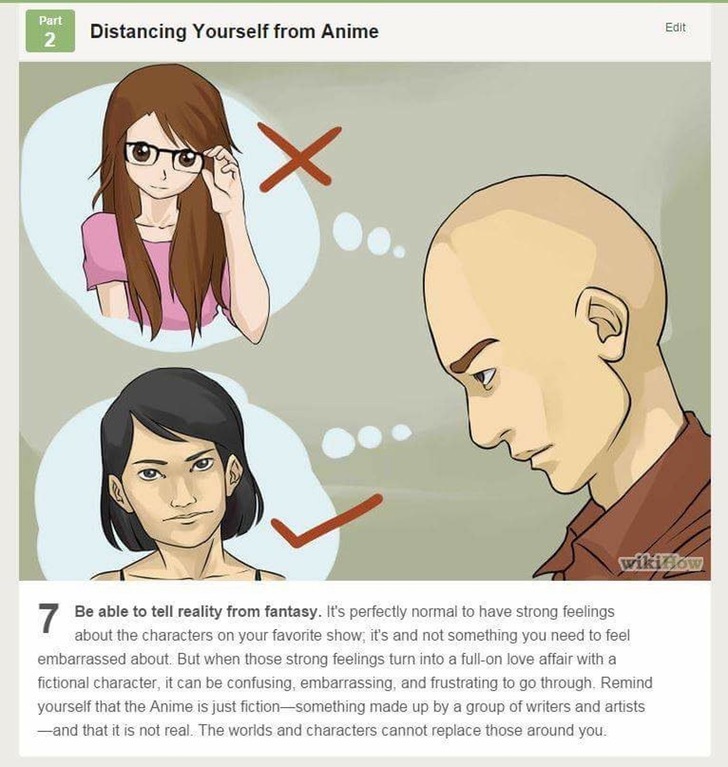 Part
2
Distancing Yourself from Anime
Edit
wikiHow
7 Be able to tell reality from fantasy. It's perfectly normal to have strong feelings
about the characters on your favorite show; it's and not something you need to feel
embarrassed about. But when those strong feelings turn into a full-on love affair with a
fictional character, it can be confusing, embarrassing, and frustrating to go through. Remind
yourself that the Anime is just fiction—something made up by a group of writers and artists
—and that it is not real. The worlds and characters cannot replace those around you.